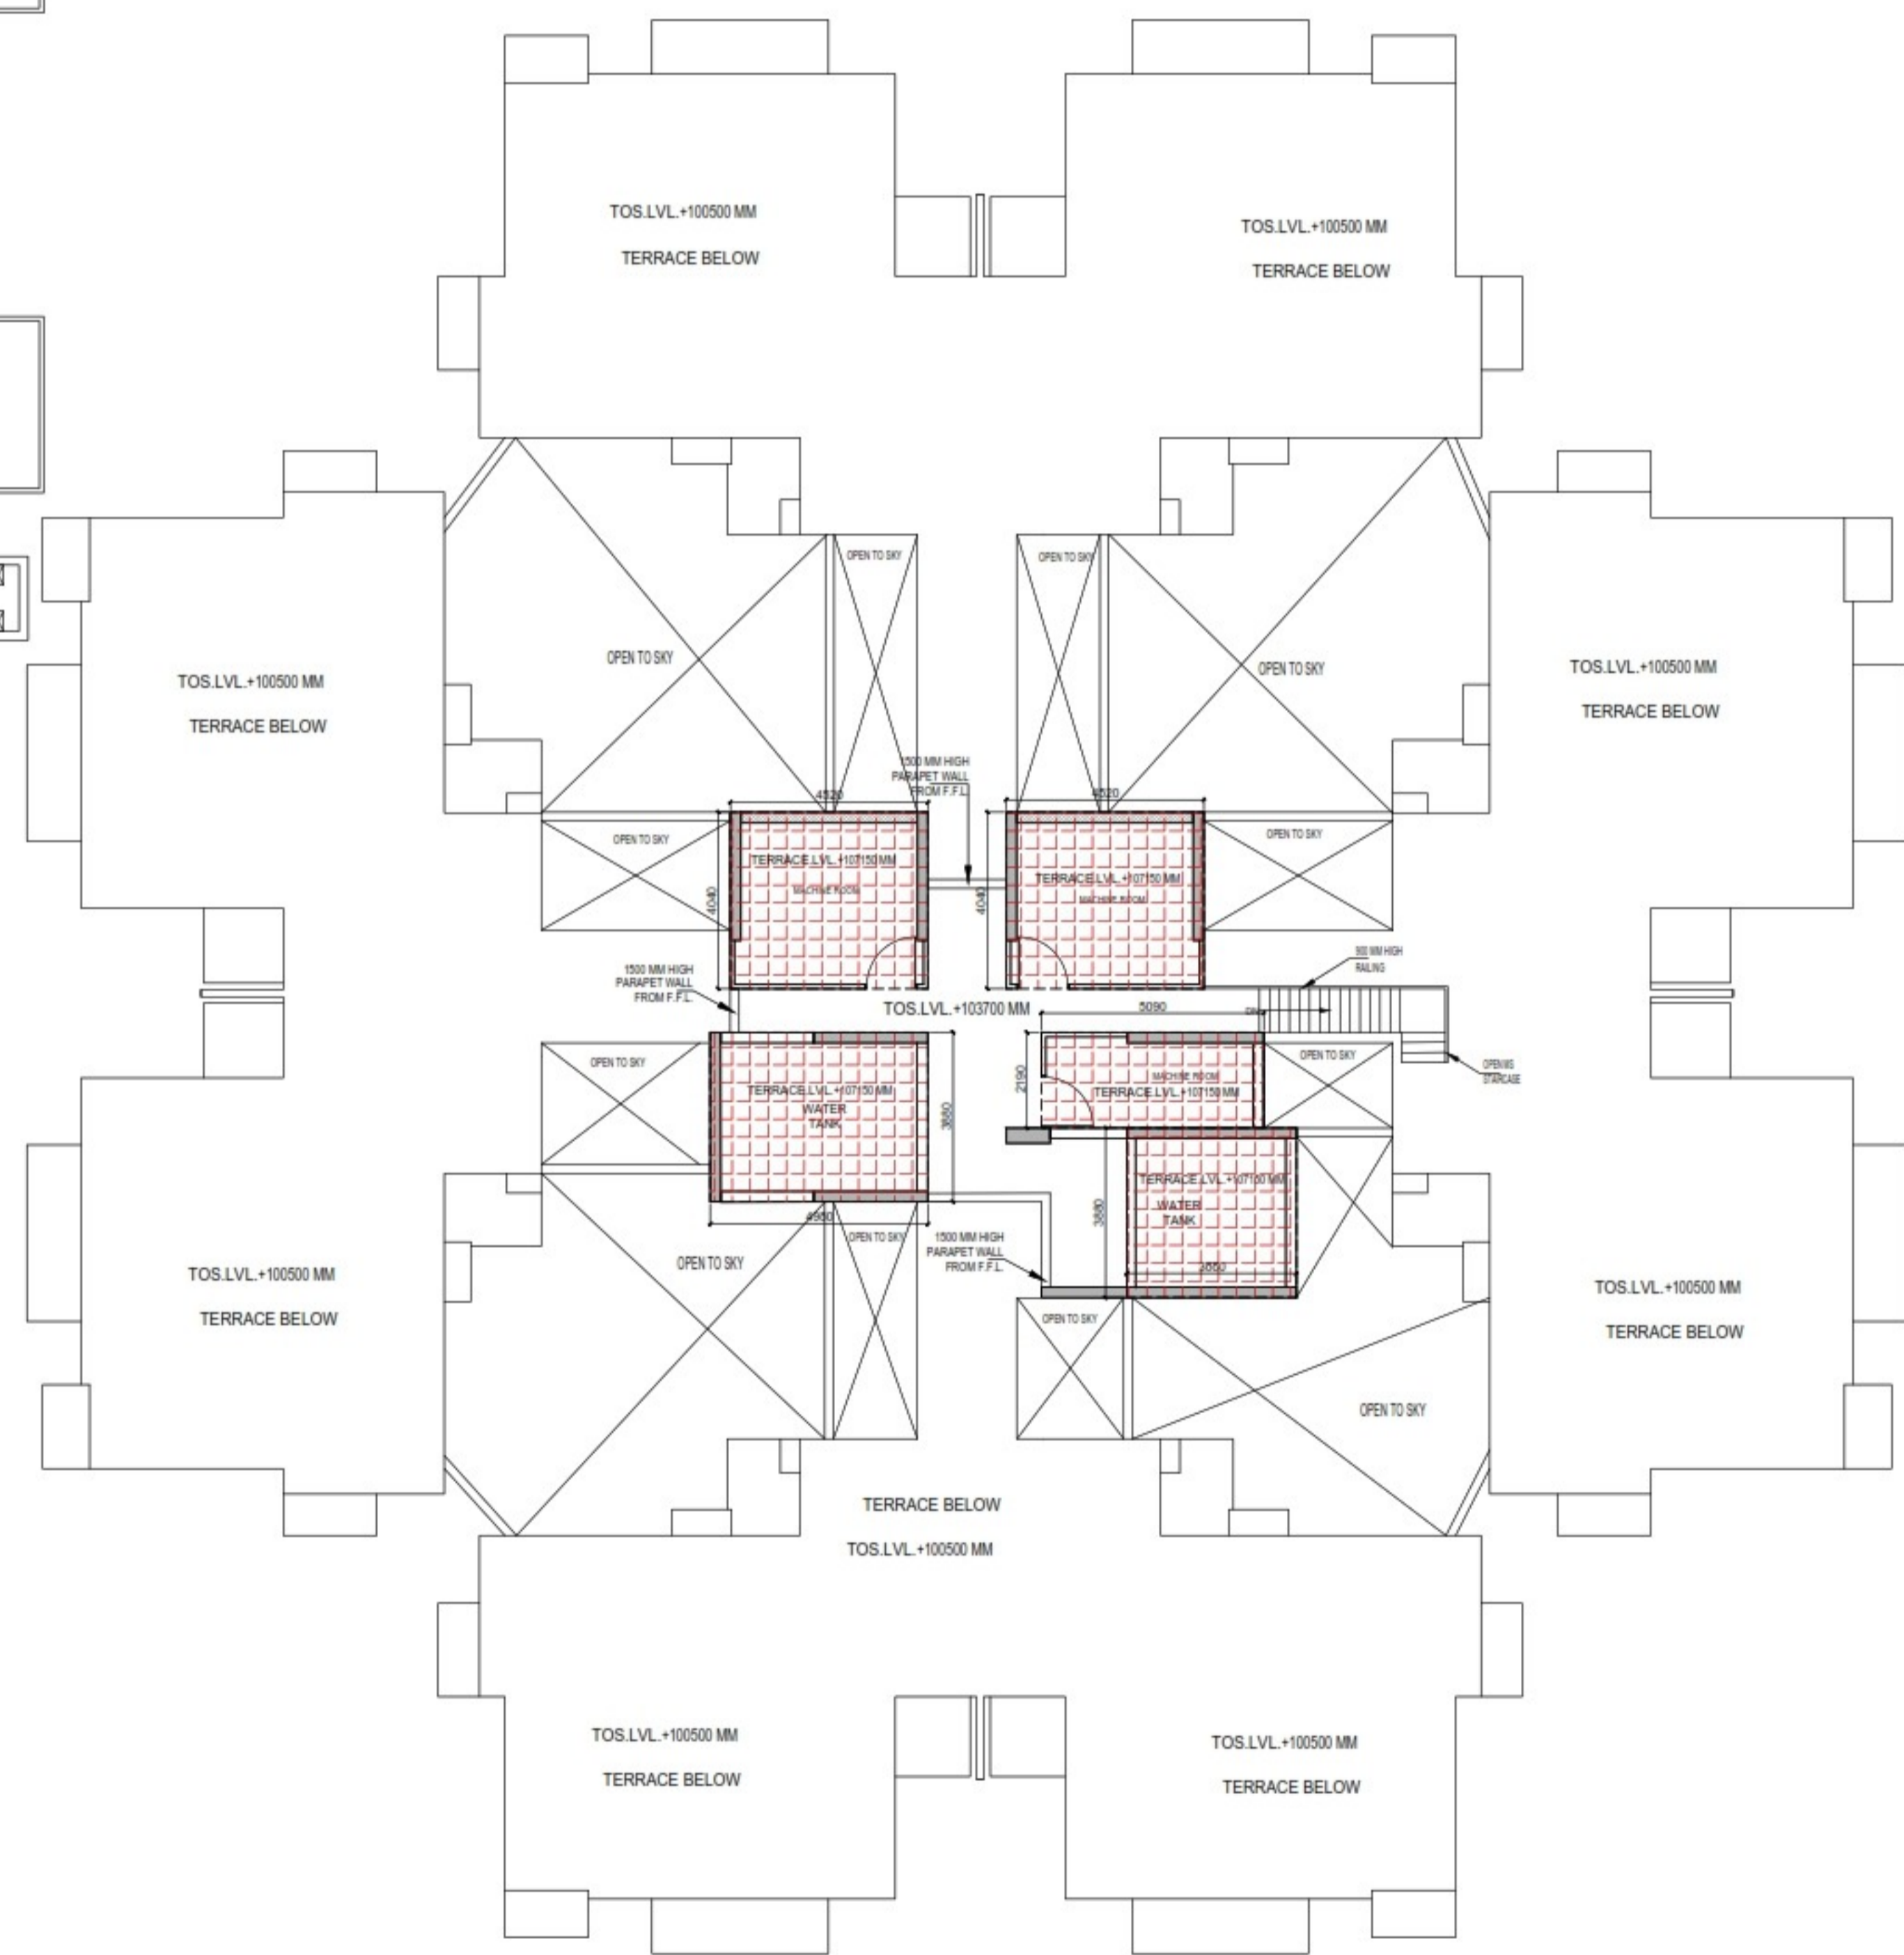 TOS.LVL.+100500 MM
TERRACE BELOW
TOS.LVL.+100500 MM
TERRACE BELOW
OPEN TO SKY
OPEN TO SKY
OPEN TO SKY
OPEN TO SKY
TOS.LVL.+100500 MM
TERRACE BELOW
TOS.LVL.+100500 MM
TERRACE BELOW
1500 MM HIGH
PARAPET WALL
FROM F.F.L.
4520
4520
OPEN TO SKY
OPEN TO SKY
TERRACE.LVL.+107150 MM
MACHINE ROOM
4040
TERRACE.LVL.+107150 MM
MACHINE ROOM
4040
900 MM HIGH
RAILING
1500 MM HIGH
PARAPET WALL
FROM F.F.L.
TOS.LVL.+103700 MM
5090
OPEN TO SKY
OPEN TO SKY
OPEN MS
STAIRCASE
TERRACE.LVL.+107150 MM
WATER
TANK
3880
2190
MACHINE ROOM
TERRACE.LVL.+107150 MM
TERRACE.LVL.+107150 MM
WATER
TANK
3880
OPEN TO SKY
OPEN TO SKY
1500 MM HIGH
PARAPET WALL
FROM F.F.L.
TOS.LVL.+100500 MM
TERRACE BELOW
TOS.LVL.+100500 MM
TERRACE BELOW
OPEN TO SKY
OPEN TO SKY
TERRACE BELOW
TOS.LVL.+100500 MM
TOS.LVL.+100500 MM
TERRACE BELOW
TOS.LVL.+100500 MM
TERRACE BELOW